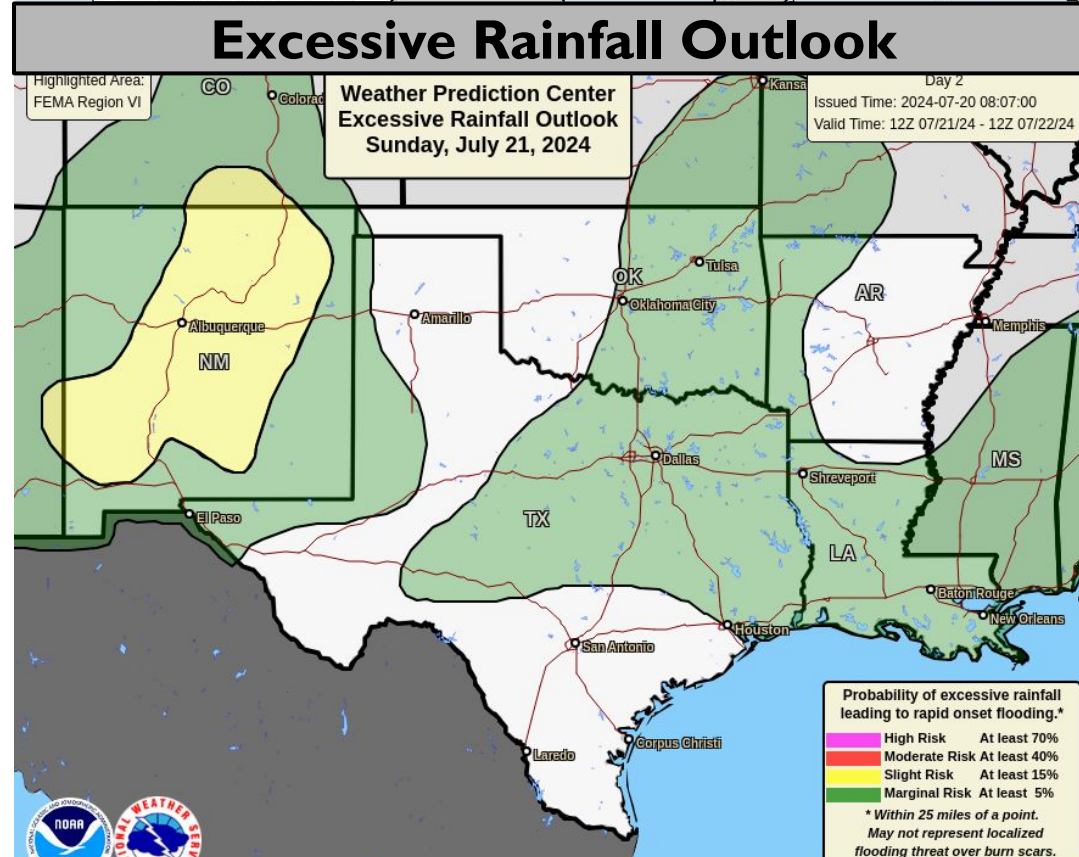 Excessive Rainfall Outlook
Highlighted Area:
FEMA Region VI
Weather Prediction Center
Excessive Rainfall Outlook
Sunday, July 21, 2024
Day 2
Issued Time: 2024-07-20 08:07:00
Valid Time: 12Z 07/21/24 - 12Z 07/22/24
CO
Colorad
Kansa
Tulsa
OK
Oklahoma City
AR
Amarillo
Albuquerque
Memphis
NM
Dallas
MS
Shreveport
El Paso
TX
LA
Baton Rouge
New Orleans
Houston
San Antonio
Corpus Christi
Laredo
Probability of excessive rainfall
leading to rapid onset flooding.*
High Risk At least 70%
Moderate Risk At least 40%
Slight Risk At least 15%
Marginal Risk At least 5%
* Within 25 miles of a point.
May not represent localized
flooding threat over burn scars.
NOAA
NAL WEATHER SERV